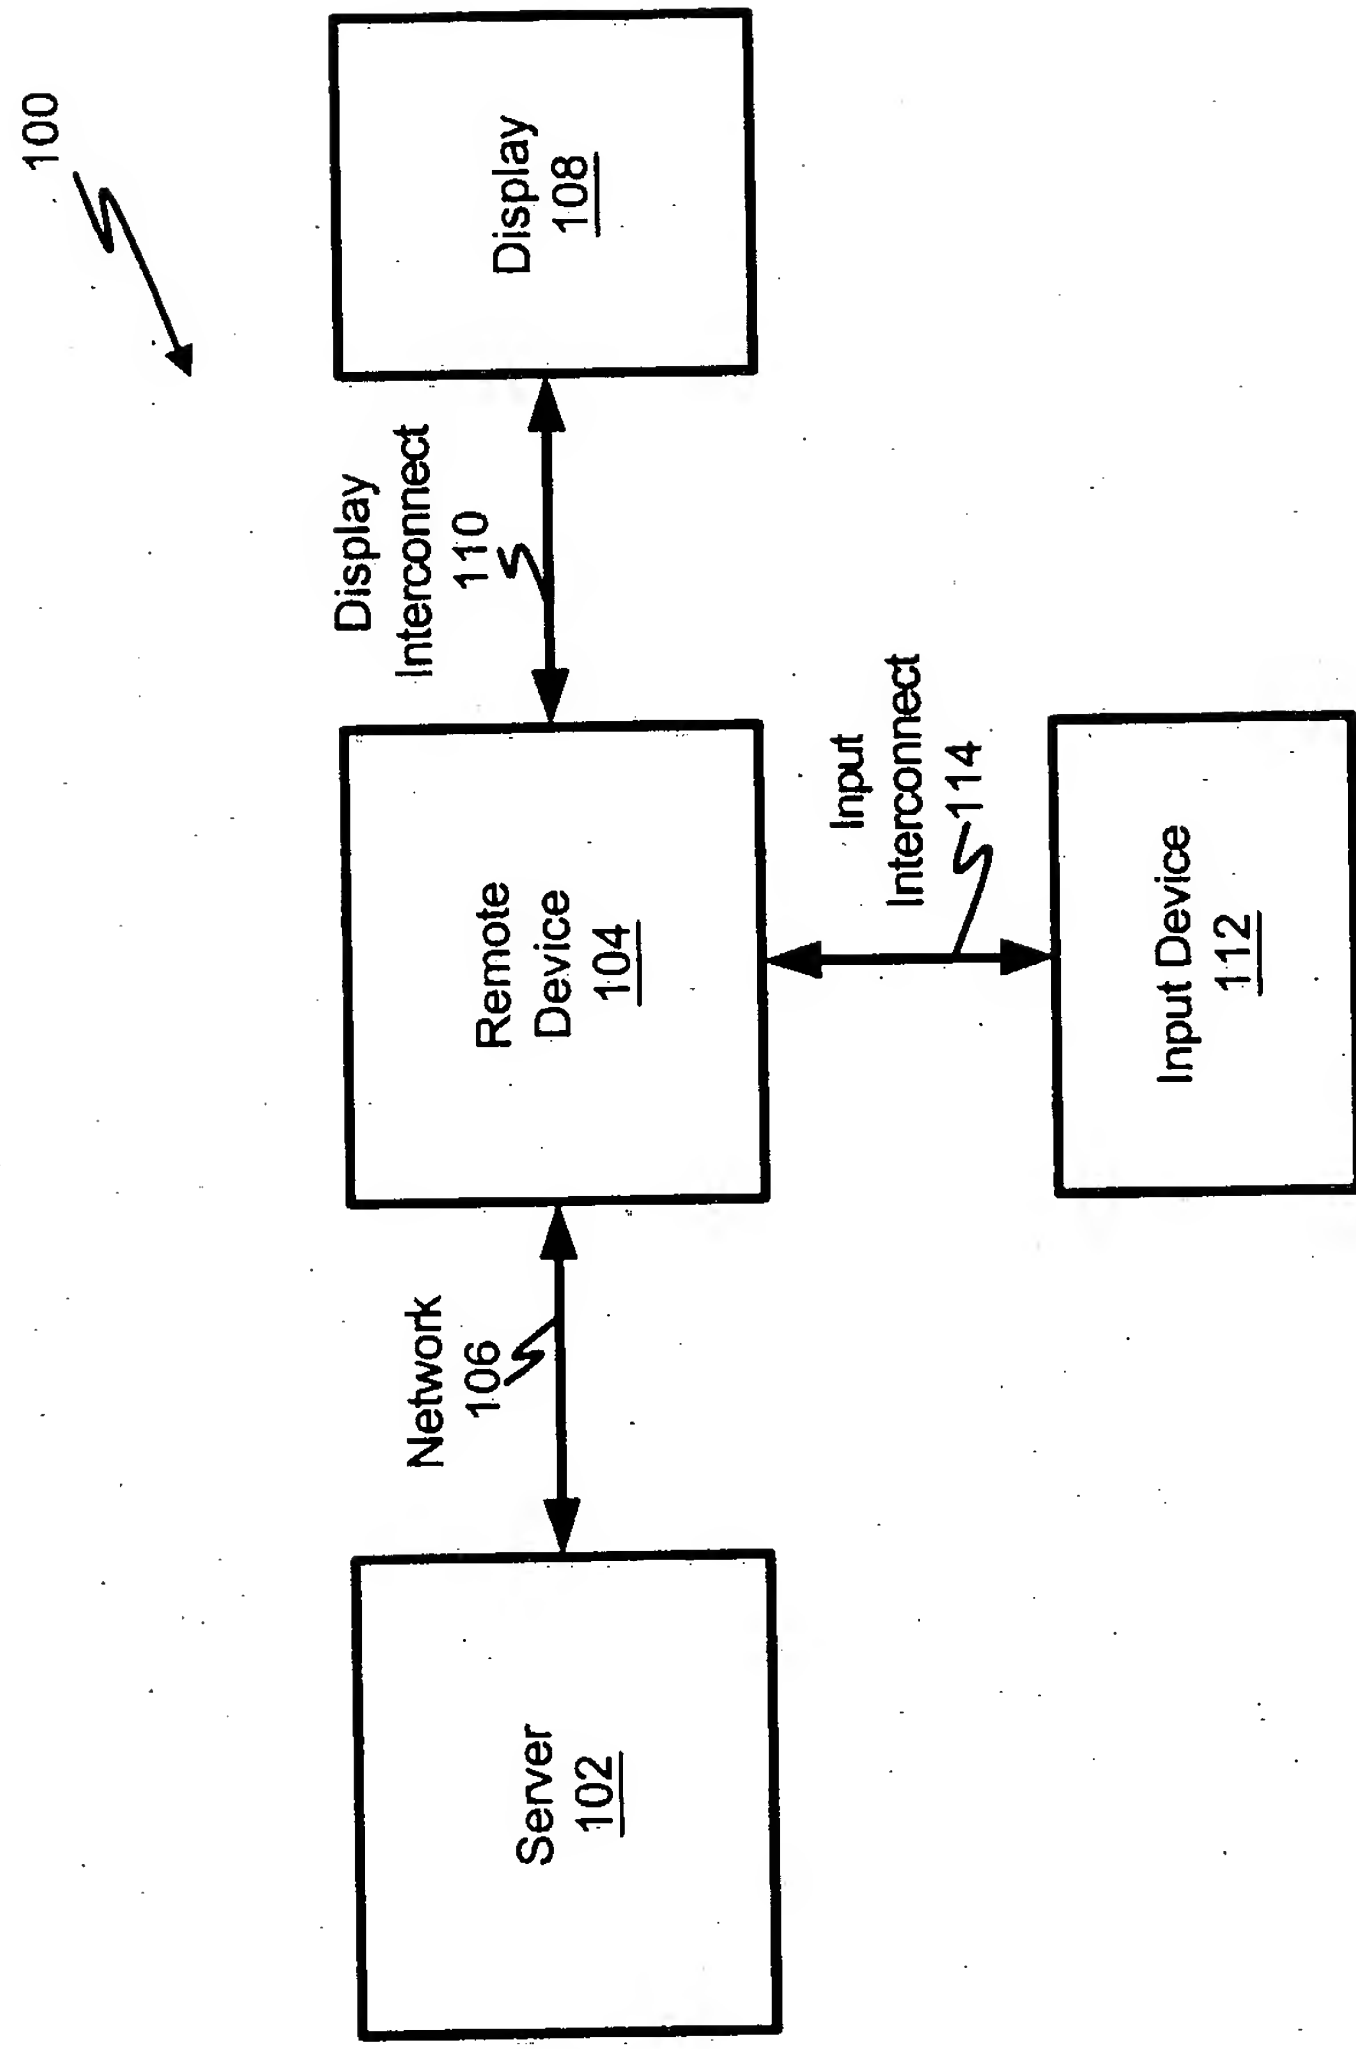 100
Server
102
Network
106
Remote
Device
104
Display
Interconnect
110
Display
108
Input
Interconnect
114
Input Device
112